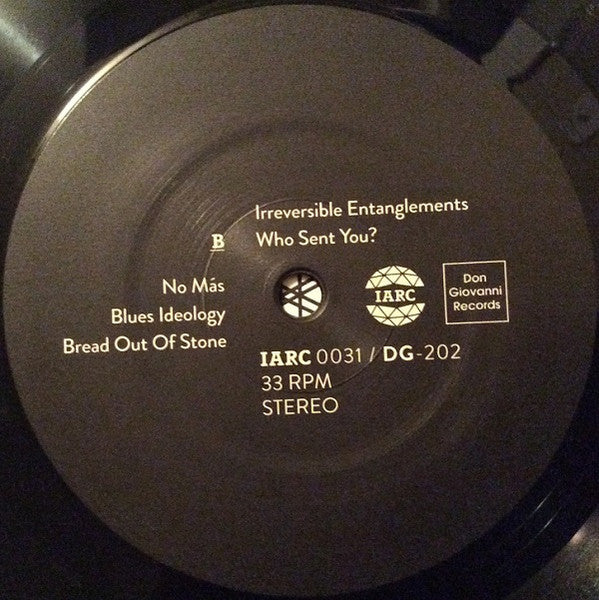 Irreversible Entanglements
Who Sent You?
B
No Más
Blues Ideology
Bread Out Of Stone
IARC
Don
Giovanni
Records
IARC 0031 / DG-202
33 RPM
STEREO